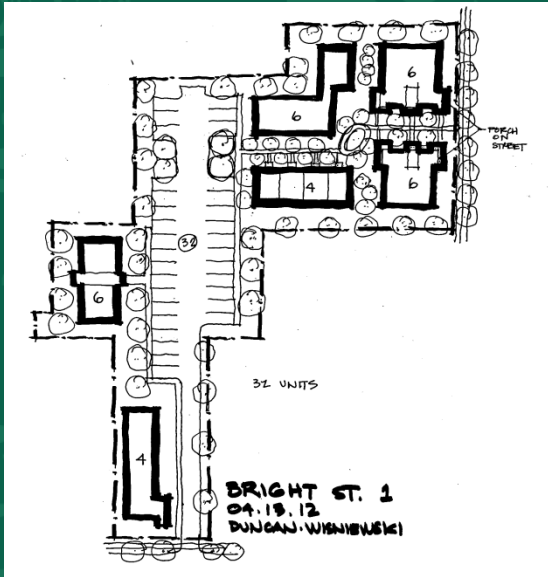 6
6
PORCH
ON
STREET
4
6
32
6
32 UNITS
4
BRIGHT ST. 1
04.13.12
DUNCAN · WISNIEWSKI